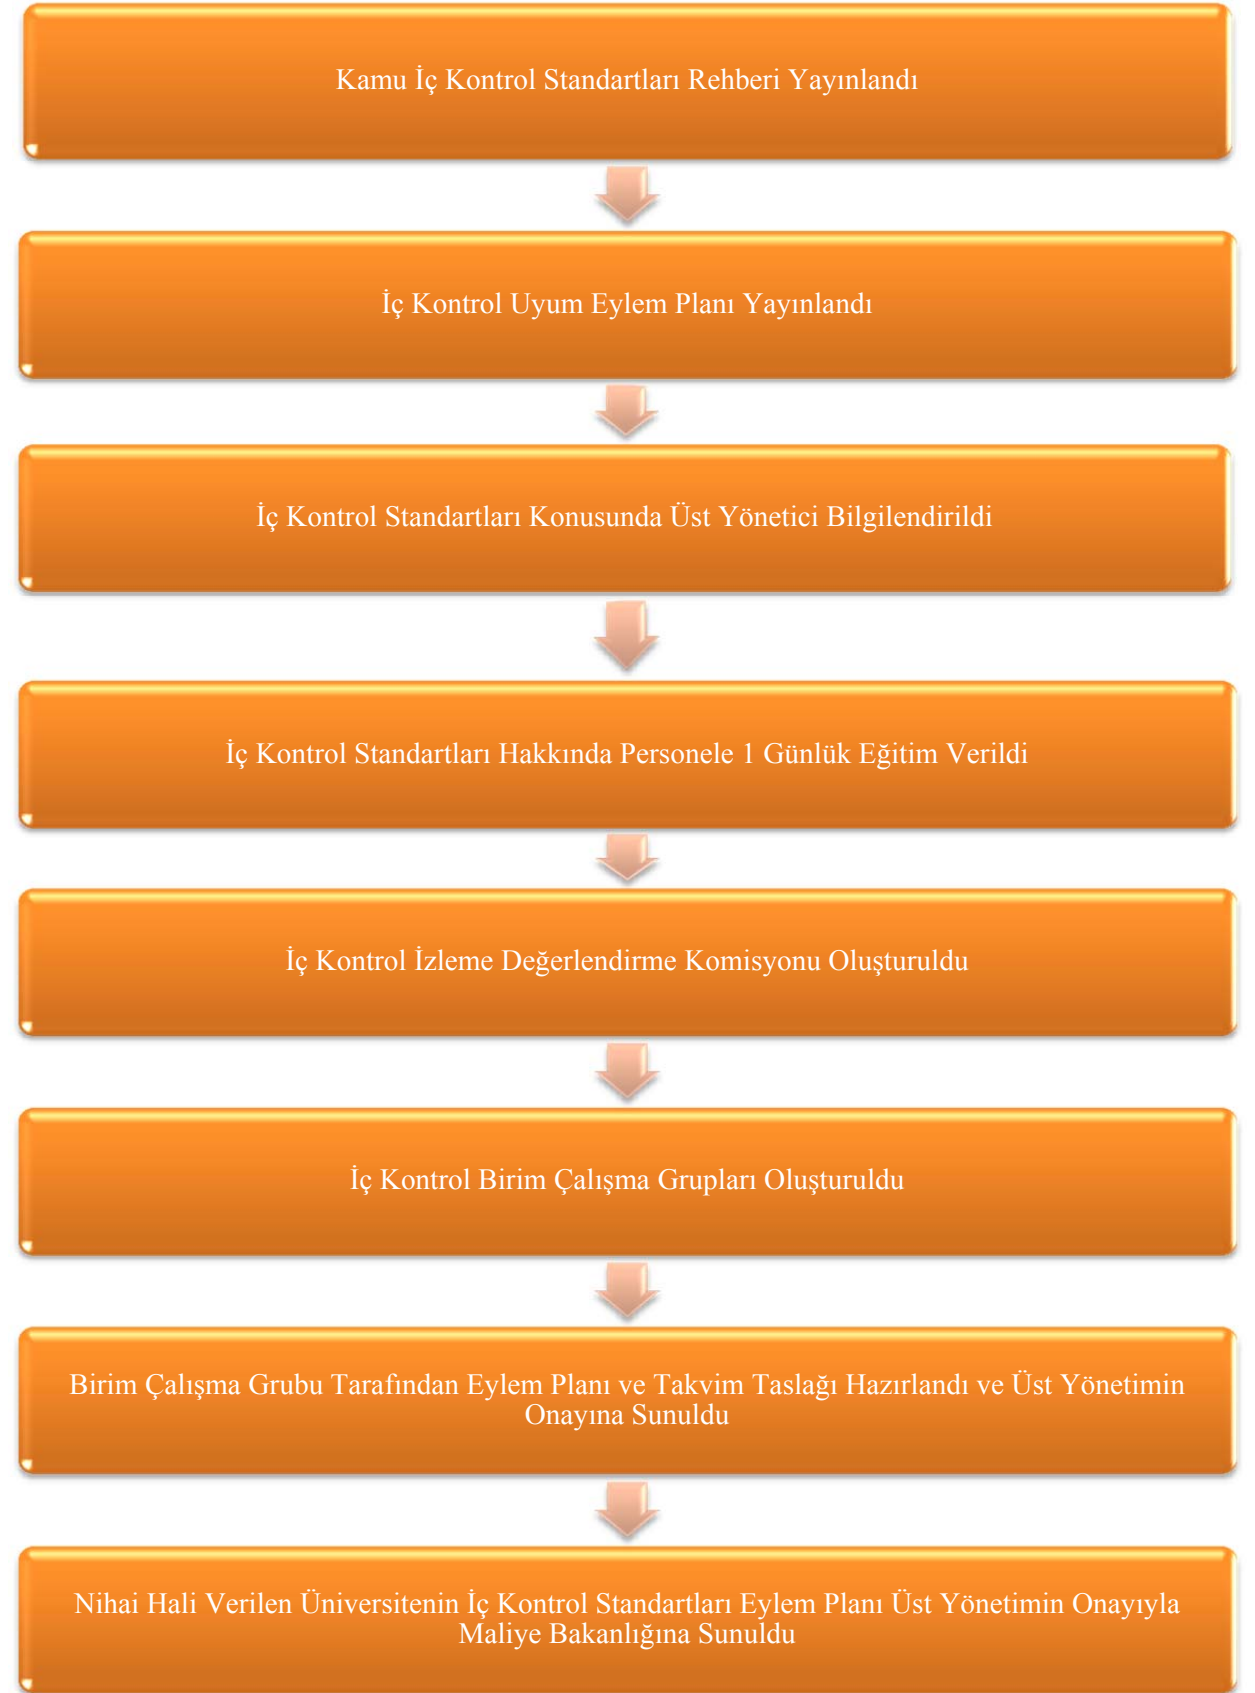 Kamu İç Kontrol Standartları Rehberi Yayınlandı
İç Kontrol Uyum Eylem Planı Yayınlandı
İç Kontrol Standartları Konusunda Üst Yönetici Bilgilendirildi
İç Kontrol Standartları Hakkında Personele 1 Günlük Eğitim Verildi
İç Kontrol İzleme Değerlendirme Komisyonu Oluşturuldu
İç Kontrol Birim Çalışma Grupları Oluşturuldu
Birim Çalışma Grubu Tarafından Eylem Planı ve Takvim Taslağı Hazırlandı ve Üst Yönetimin
Onayına Sunuldu
Nihai Hali Verilen Üniversitenin İç Kontrol Standartları Eylem Planı Üst Yönetimin Onayıyla
Maliye Bakanlığına Sunuldu